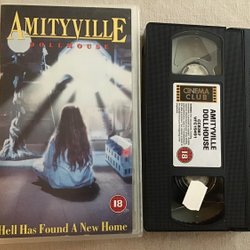 AMITYVILLE
DOLLHOUSE
18
Hell Has Found A New Home
CINEMA
CLUB
AMITYVILLE
DOLLHOUSE
18